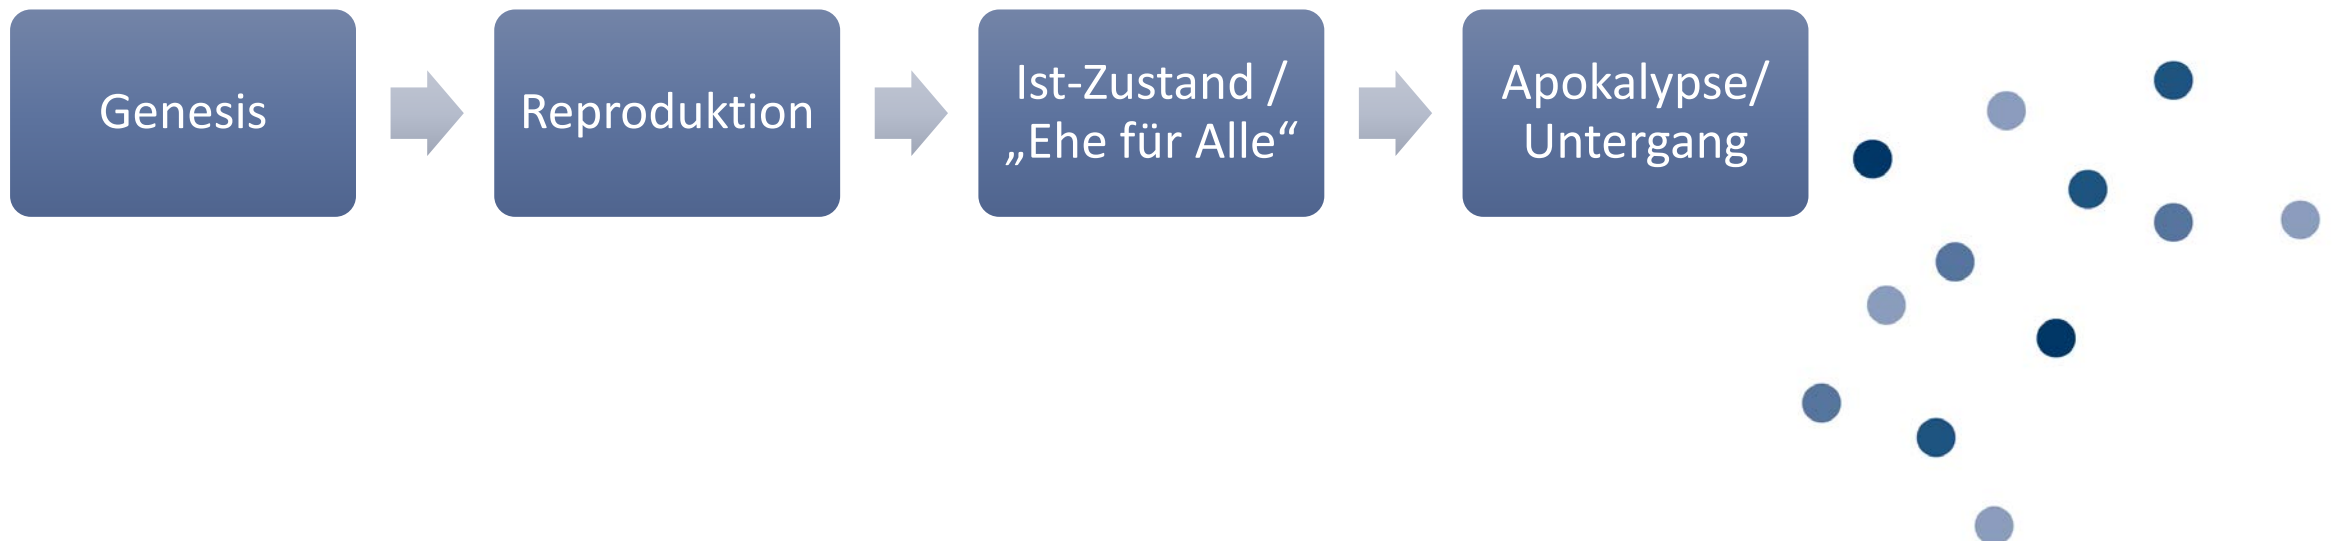 Genesis
Reproduktion
Ist-Zustand /
„Ehe für Alle“
Apokalypse/
Untergang